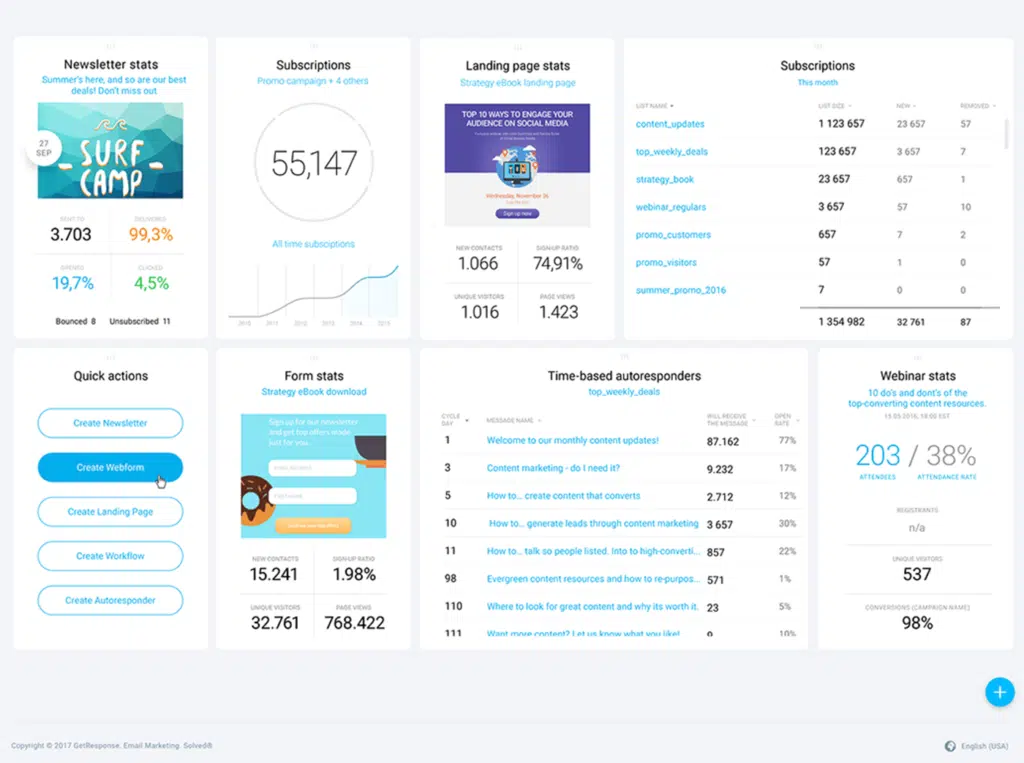 Newsletter stats
Summer's here, and so are our best
deals! Don't miss out
27
SEP
SURF
CAMP
SENT TO
DELIVERED
3.703
99,3%
OPENED
CLICKED
19,7%
4,5%
Bounced 8 Unsubscribed 11
Subscriptions
Promo campaign + 4 others
55,147
All time subsciptions
2010 2011 2012 2013 2014 2015
Landing page stats
Strategy eBook landing page
TOP 10 WAYS TO ENGAGE YOUR
AUDIENCE ON SOCIAL MEDIA
Wednesday, November 26
Sign up now
NEW CONTACTS
SIGN-UP RATIO
1.066
74,91%
UNIQUE VISITORS
PAGE VIEWS
1.016
1.423
Subscriptions
This month
LIST NAME LIST SIZE NEW REMOVED
content_updates 1 123 657 23 657 57
top_weekly_deals 123 657 3 657 7
strategy_book 23 657 657 1
webinar_regulars 3 657 57 10
promo_customers 657 7 2
promo_visitors 57 1 0
summer_promo_2016 7 0 0
1 354 982 32 761 87
Quick actions
Create Newsletter
Create Webform
Create Landing Page
Create Workflow
Create Autoresponder
Form stats
Strategy eBook download
Sign up for our newsletter
and get top offers made
just for you.
NEW CONTACTS
SIGN-UP RATIO
15.241
1.98%
UNIQUE VISITORS
PAGE VIEWS
32.761
768.422
Time-based autoresponders
top_weekly_deals
CYCLE
DAY
MESSAGE NAME
WILL RECEIVE
THE MESSAGE
OPEN
RATE
1 Welcome to our monthly content updates! 87.162 77%
3 Content marketing - do I need it? 9.232 17%
5 How to... create content that converts 2.712 12%
10 How to... generate leads through content marketing 3 657 30%
11 How to... talk so people listed. Into to high-converti... 857 22%
98 Evergreen content resources and how to re-purpos... 571 1%
110 Where to look for great content and why its worth it. 23 5%
111 Want more content? Let us know what you like! 9 10%
Webinar stats
10 do's and dont's of the
top-converting content resources.
15.05.2016, 18:60 EST
203 / 38%
ATTENDEES
ATTENDANCE RATE
REGISTRANTS
n/a
UNIQUE VISITORS
537
CONVERSIONS (CAMPAIGN NAME)
98%
Copyright © 2017 GetResponse. Email Marketing. Solved®
English (USA)